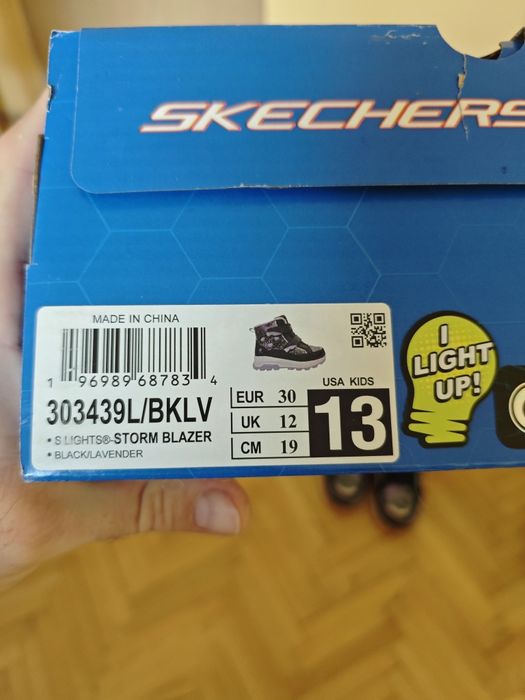 SKECHERS
MADE IN CHINA
1 96989 68783 4
303439L/BKLV
• S LIGHTS®-STORM BLAZER
• BLACK/LAVENDER
EUR 30
UK 12
CM 19
USA KIDS
13
I
LIGHT
UP!